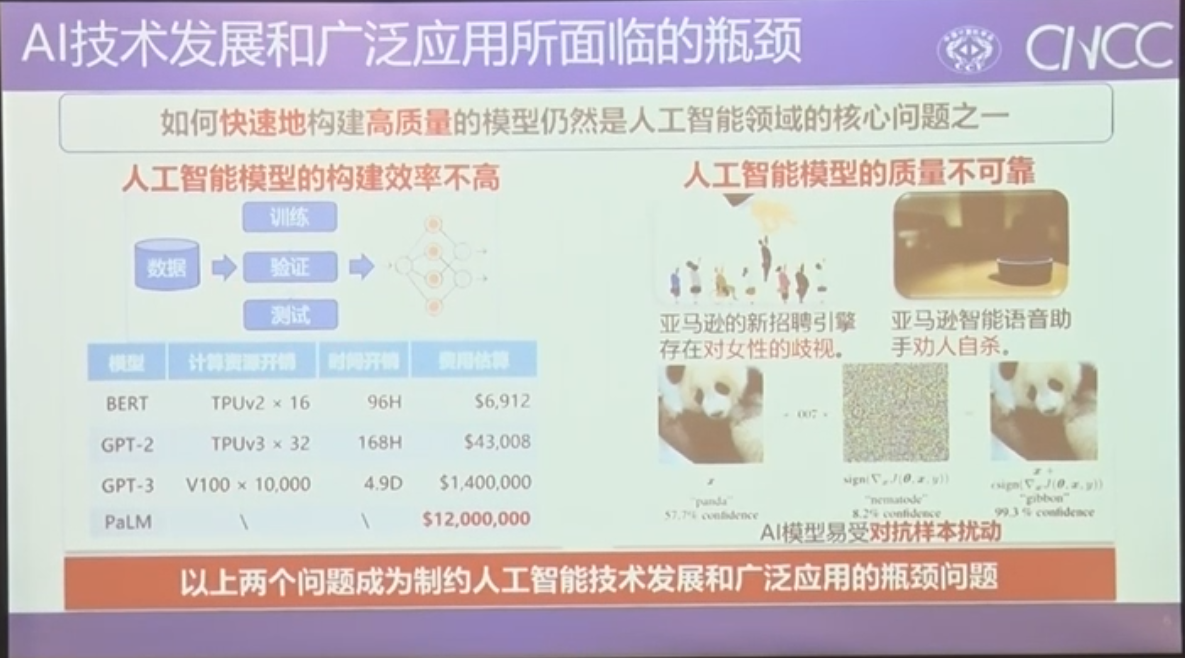 AI技术发展和广泛应用所面临的瓶颈
CNCC
如何快速地构建高质量的模型仍然是人工智能领域的核心问题之一
人工智能模型的构建效率不高
训练
数据
验证
测试
模型 计算资源开销 时间开销 费用估算
BERT TPUv2 × 16 96H $6,912
GPT-2 TPUv3 × 32 168H $43,008
GPT-3 V100 × 10,000 4.9D $1,400,000
PaLM \ \ $12,000,000
人工智能模型的质量不可靠
亚马逊的新招聘引擎
存在对女性的歧视。
亚马逊智能语音助
手劝人自杀。
x
"panda"
57.7% confidence
+ .007 ×
sign(∇ₓJ(θ, x, y))
"nematode"
8.2% confidence
=
x +
εsign(∇ₓJ(θ, x, y))
"gibbon"
99.3 % confidence
AI模型易受对抗样本扰动
以上两个问题成为制约人工智能技术发展和广泛应用的瓶颈问题